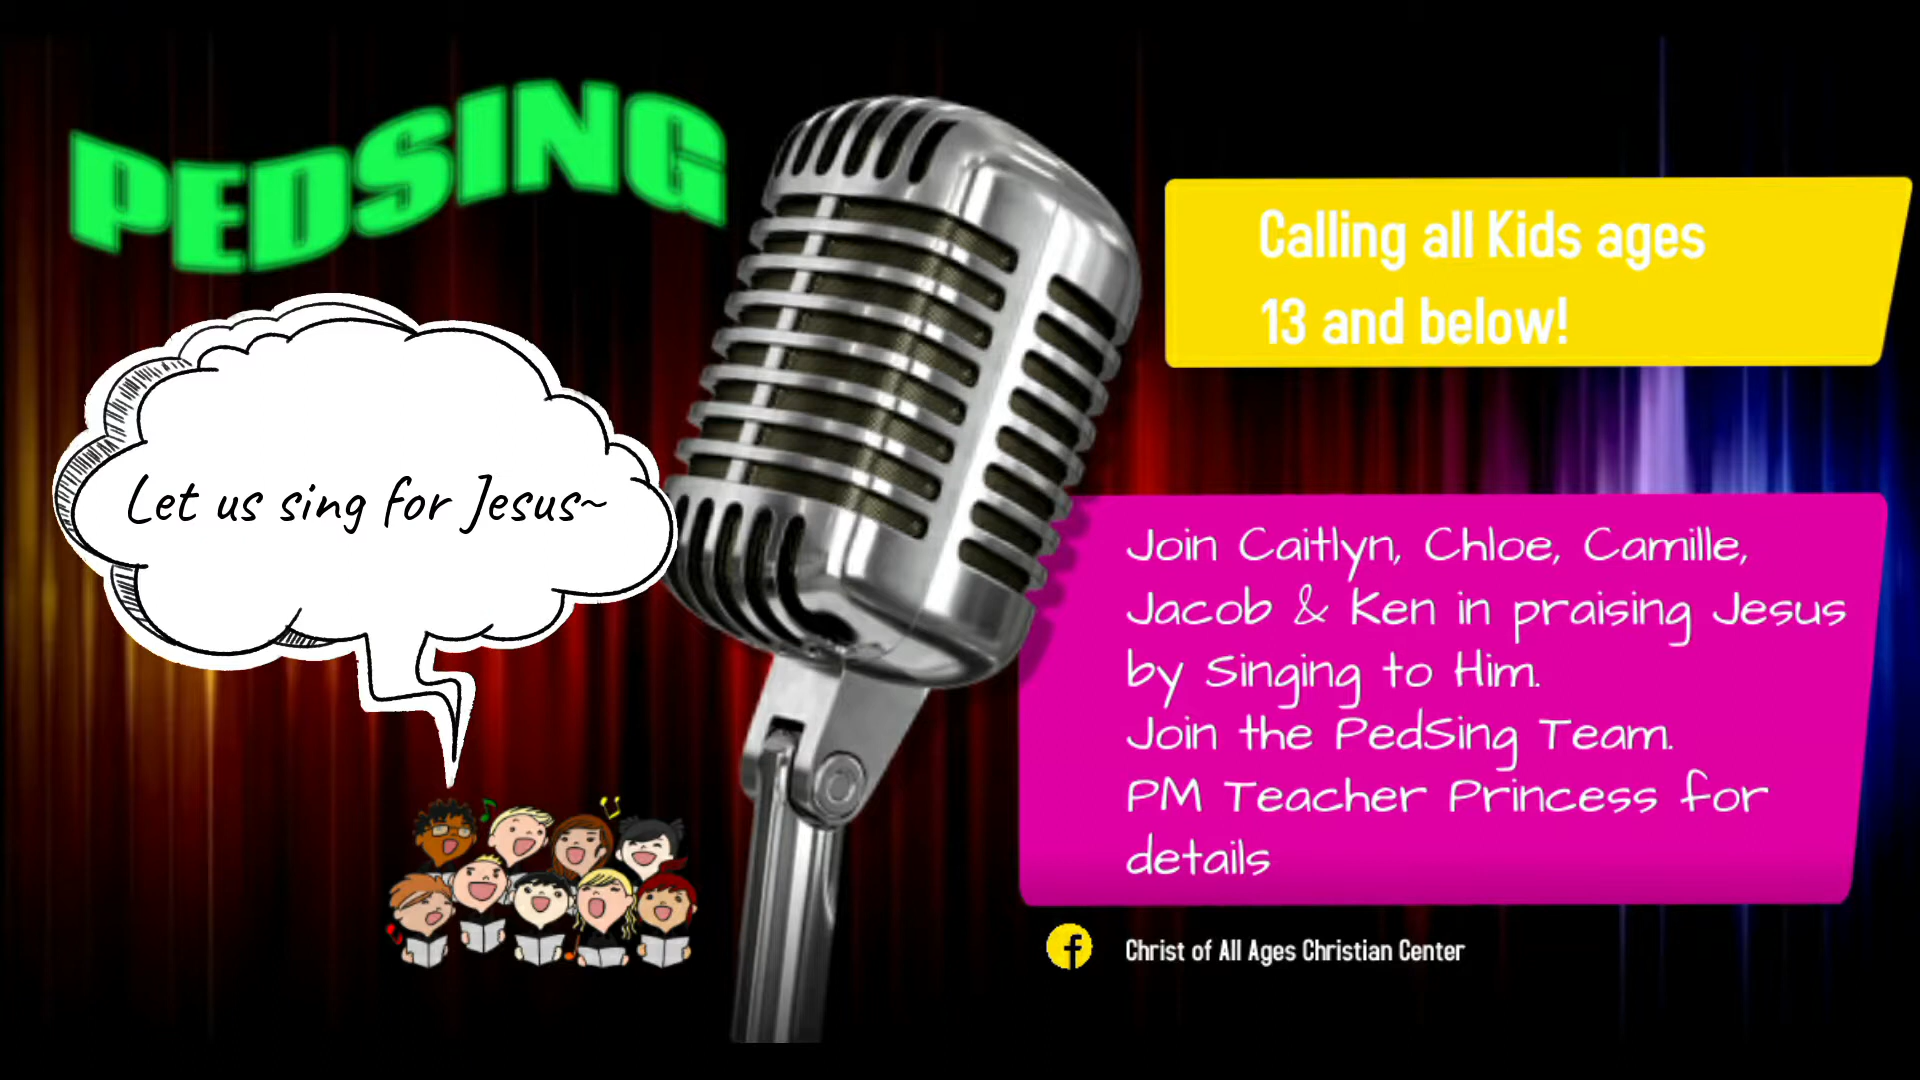 PEDSING
Let us sing for Jesus~
Calling all Kids ages
13 and below!
Join Caitlyn, Chloe, Camille,
Jacob & Ken in praising Jesus
by Singing to Him.
Join the PedSing Team.
PM Teacher Princess for
details
Christ of All Ages Christian Center